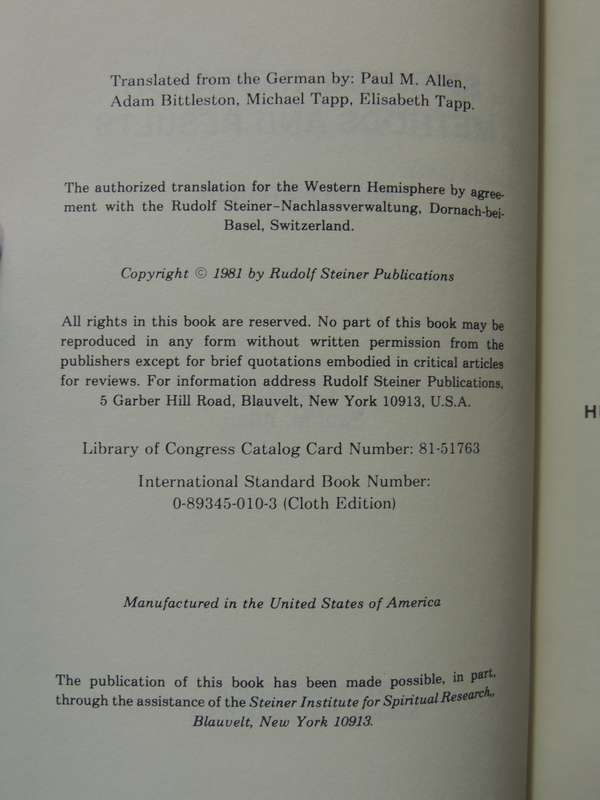 Translated from the German by: Paul M. Allen,
Adam Bittleston, Michael Tapp, Elisabeth Tapp.
The authorized translation for the Western Hemisphere by agree-
ment with the Rudolf Steiner-Nachlassverwaltung, Dornach-bei-
Basel, Switzerland.
Copyright © 1981 by Rudolf Steiner Publications
All rights in this book are reserved. No part of this book may be
reproduced in any form without written permission from the
publishers except for brief quotations embodied in critical articles
for reviews. For information address Rudolf Steiner Publications,
5 Garber Hill Road, Blauvelt, New York 10913, U.S.A.
Library of Congress Catalog Card Number: 81-51763
International Standard Book Number:
0-89345-010-3 (Cloth Edition)
Manufactured in the United States of America
The publication of this book has been made possible, in part,
through the assistance of the Steiner Institute for Spiritual Research,
Blauvelt, New York 10913.